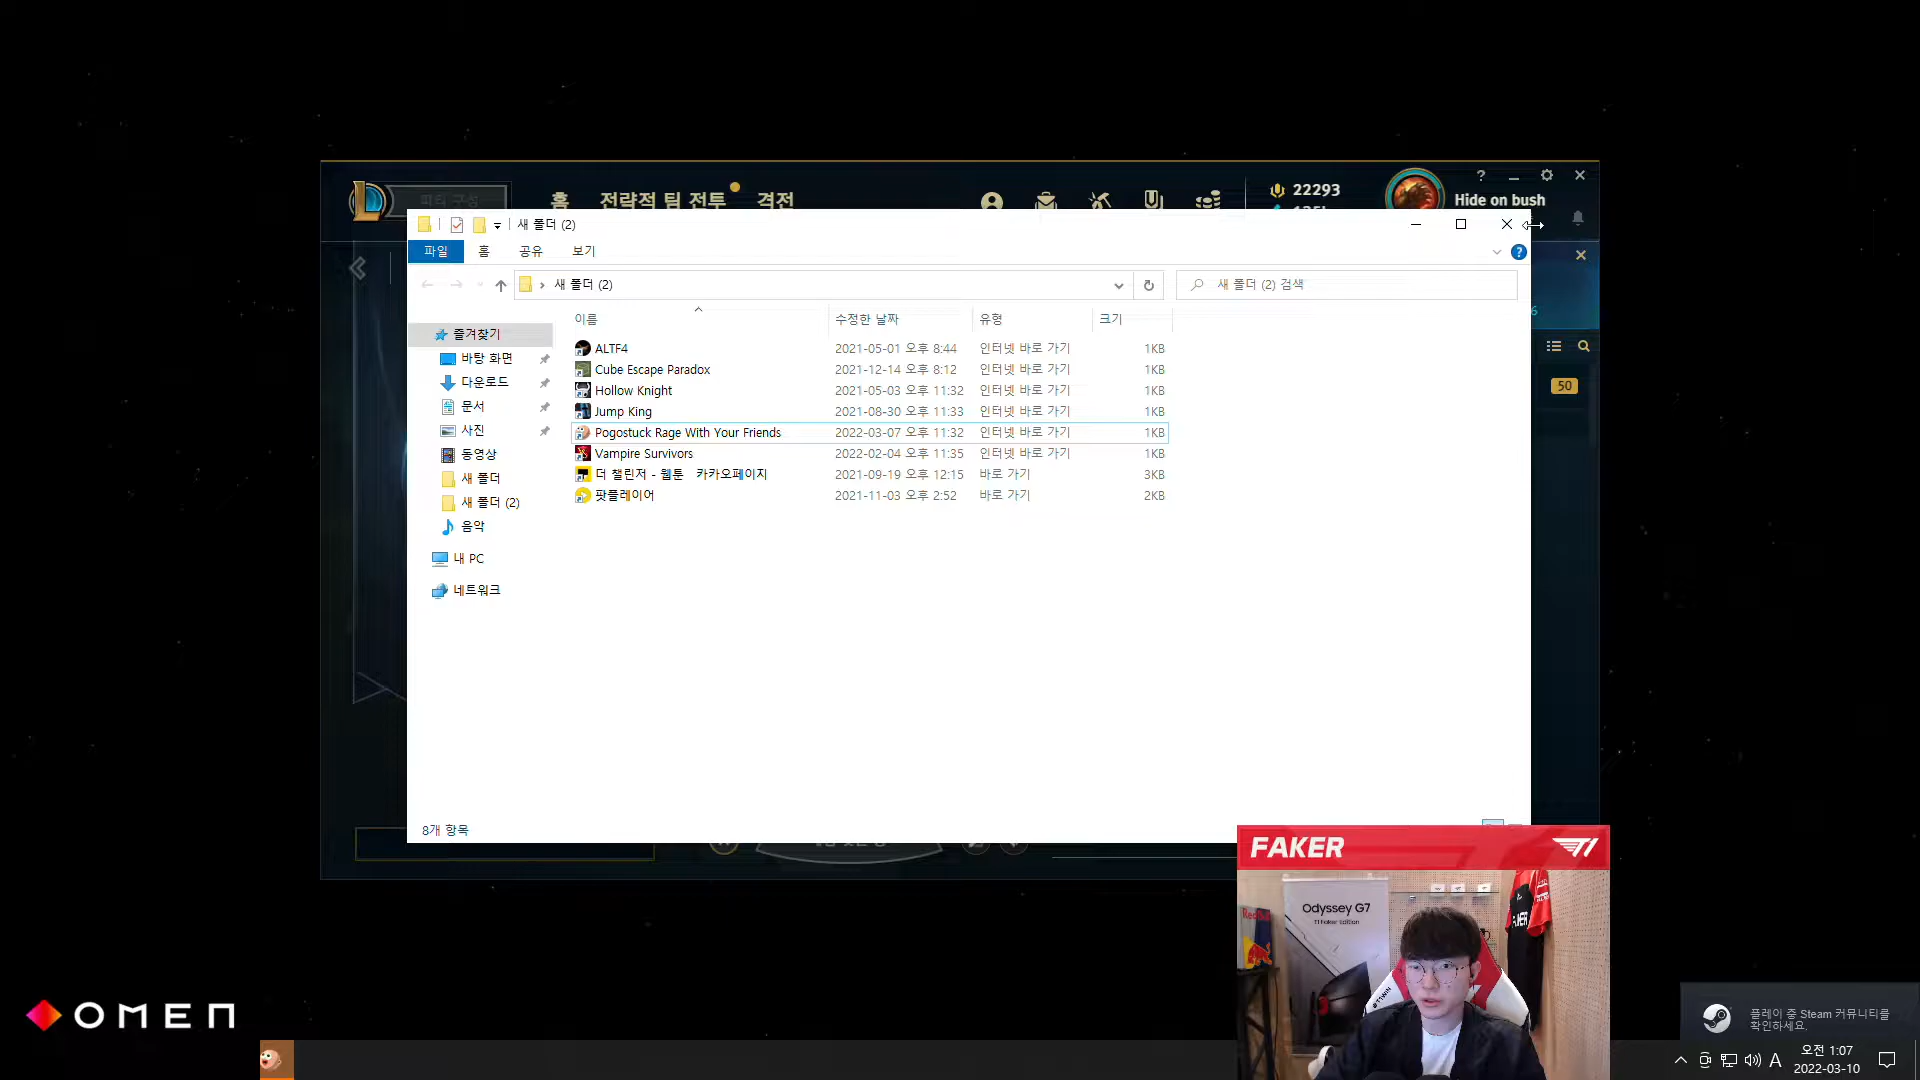 파티 구성
홈
전략적 팀 전투
격전
22293
Hide on bush
새 폴더 (2)
파일
홈
공유
보기
새 폴더 (2)
새 폴더 (2) 검색
이름
수정한 날짜
유형
크기
즐겨찾기
바탕 화면
다운로드
문서
사진
동영상
새 폴더
새 폴더 (2)
음악
내 PC
네트워크
ALTF4 2021-05-01 오후 8:44 인터넷 바로 가기 1KB
Cube Escape Paradox 2021-12-14 오후 8:12 인터넷 바로 가기 1KB
Hollow Knight 2021-05-03 오후 11:32 인터넷 바로 가기 1KB
Jump King 2021-08-30 오후 11:33 인터넷 바로 가기 1KB
Pogostuck Rage With Your Friends 2022-03-07 오후 11:32 인터넷 바로 가기 1KB
Vampire Survivors 2022-02-04 오후 11:35 인터넷 바로 가기 1KB
더 챌린저 - 웹툰 카카오페이지 2021-09-19 오후 12:15 바로 가기 3KB
팟플레이어 2021-11-03 오후 2:52 바로 가기 2KB
50
8개 항목
FAKER
T1
Odyssey G7
T1 Faker Edition
RedBull
FAKER
T1WIN
OMEN
플레이 중 Steam 커뮤니티를
확인하세요.
A
오전 1:07
2022-03-10